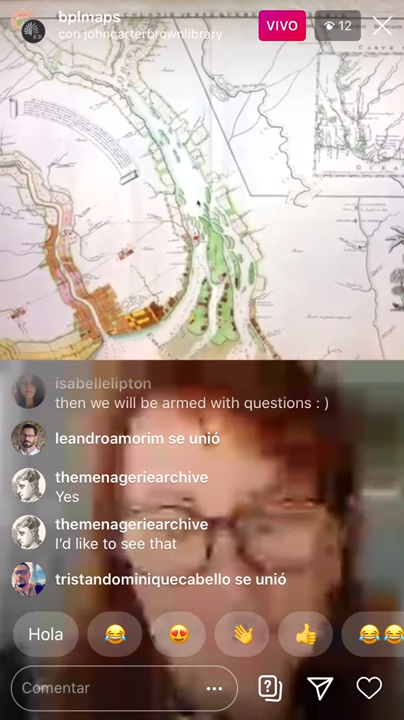 bplmaps
con johncarterbrownlibrary
VIVO
12
isabellelipton
then we will be armed with questions : )
leandroamorim se unió
themenageriearchive
Yes
themenageriearchive
I'd like to see that
tristandominiquecabello se unió
Hola
Comentar